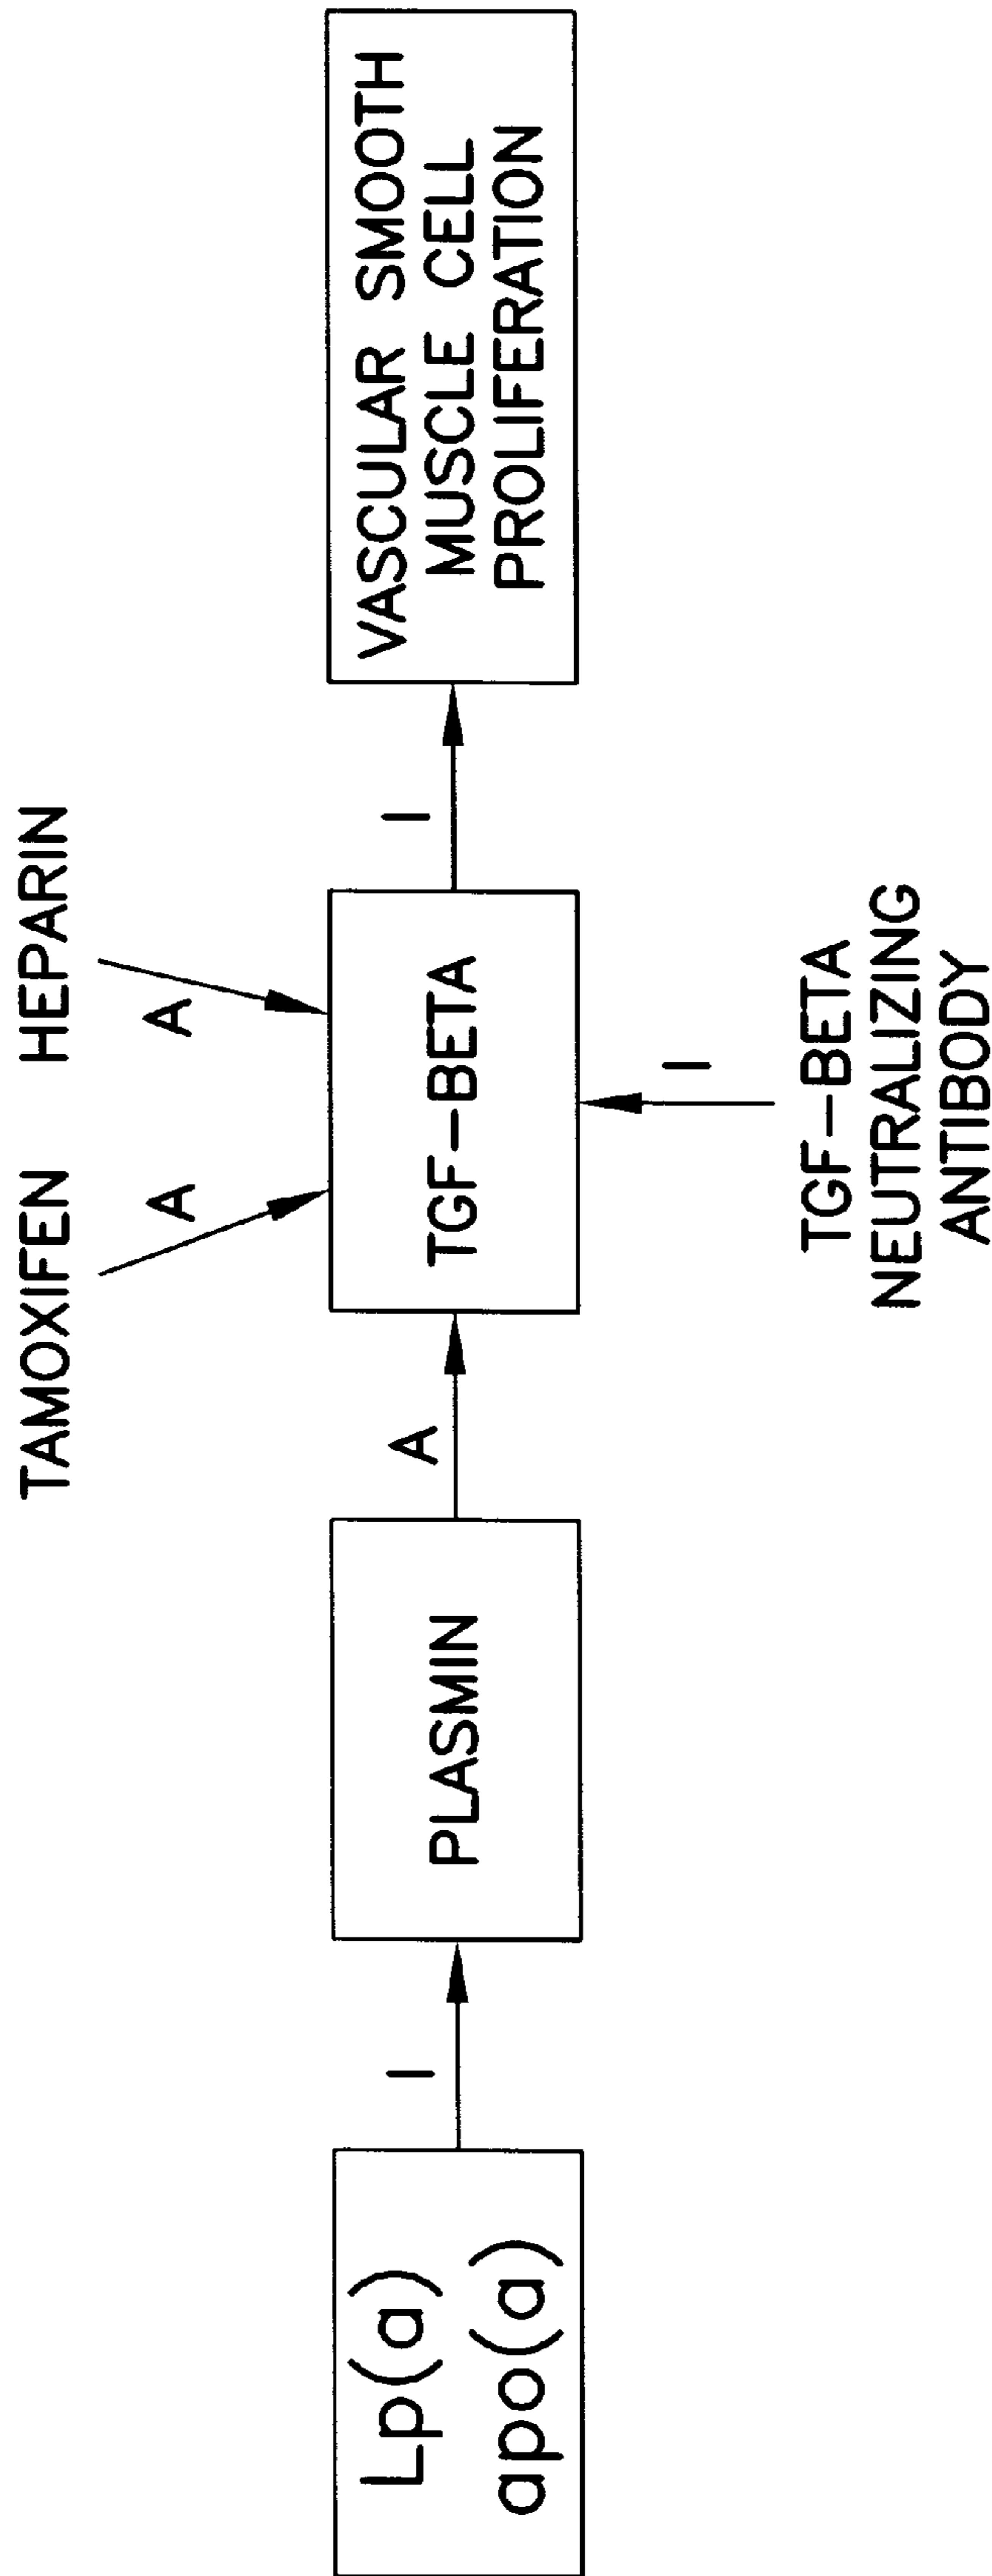 TAMOXIFEN
HEPARIN
A
A
Lp(a)
apo(a)
I
PLASMIN
A
TGF-BETA
I
VASCULAR SMOOTH
MUSCLE CELL
PROLIFERATION
I
TGF-BETA
NEUTRALIZING
ANTIBODY